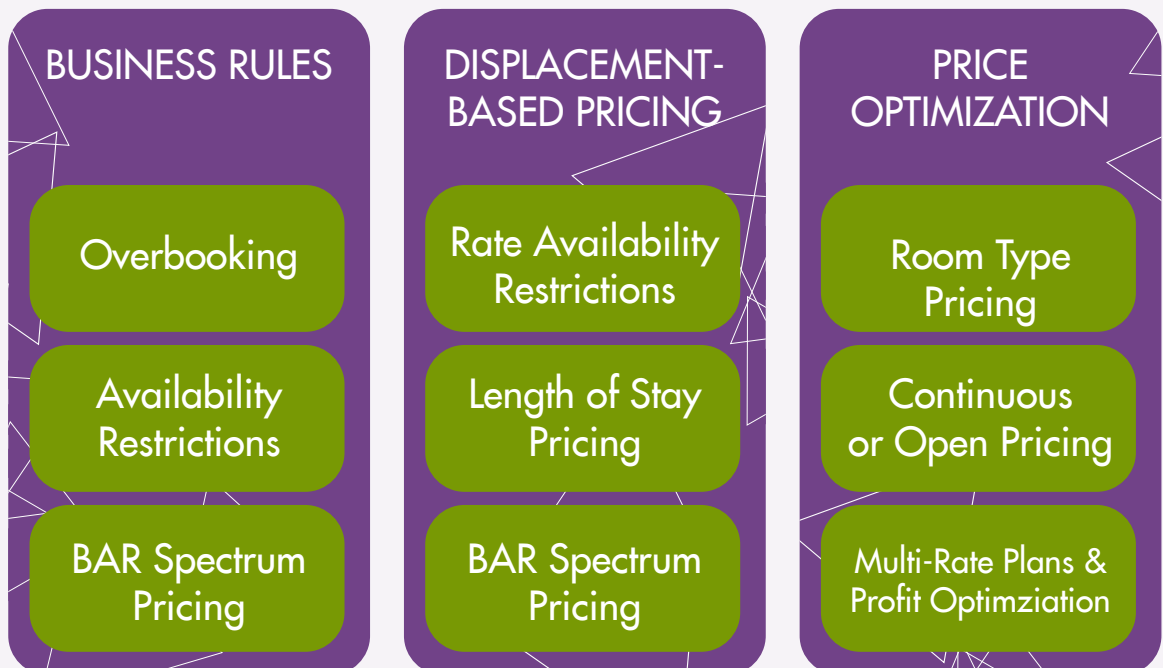 BUSINESS RULES
Overbooking
Availability
Restrictions
BAR Spectrum
Pricing
DISPLACEMENT-
BASED PRICING
Rate Availability
Restrictions
Length of Stay
Pricing
BAR Spectrum
Pricing
PRICE
OPTIMIZATION
Room Type
Pricing
Continuous
or Open Pricing
Multi-Rate Plans &
Profit Optimziation